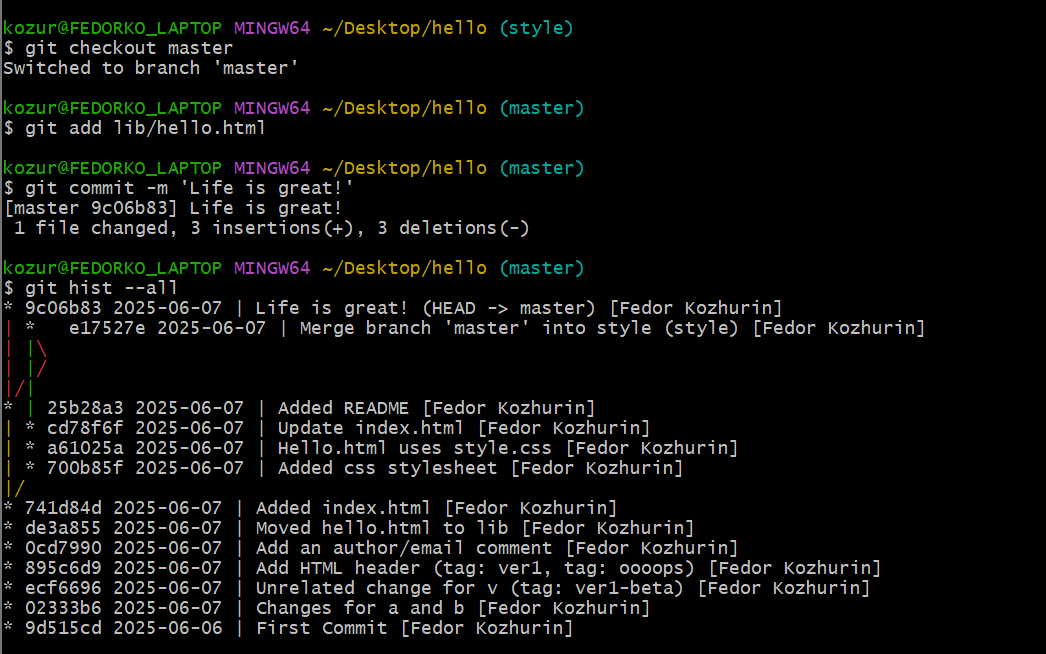 kozur@FEDORKO_LAPTOP MINGW64 ~/Desktop/hello (style)
$ git checkout master
Switched to branch 'master'

kozur@FEDORKO_LAPTOP MINGW64 ~/Desktop/hello (master)
$ git add lib/hello.html

kozur@FEDORKO_LAPTOP MINGW64 ~/Desktop/hello (master)
$ git commit -m 'Life is great!'
[master 9c06b83] Life is great!
 1 file changed, 3 insertions(+), 3 deletions(-)

kozur@FEDORKO_LAPTOP MINGW64 ~/Desktop/hello (master)
$ git hist --all
* 9c06b83 2025-06-07 | Life is great! (HEAD -> master) [Fedor Kozhurin]
| *   e17527e 2025-06-07 | Merge branch 'master' into style (style) [Fedor Kozhurin]
| |\
| |/
|/|
* | 25b28a3 2025-06-07 | Added README [Fedor Kozhurin]
| * cd78f6f 2025-06-07 | Update index.html [Fedor Kozhurin]
| * a61025a 2025-06-07 | Hello.html uses style.css [Fedor Kozhurin]
| * 700b85f 2025-06-07 | Added css stylesheet [Fedor Kozhurin]
|/
* 741d84d 2025-06-07 | Added index.html [Fedor Kozhurin]
* de3a855 2025-06-07 | Moved hello.html to lib [Fedor Kozhurin]
* 0cd7990 2025-06-07 | Add an author/email comment [Fedor Kozhurin]
* 895c6d9 2025-06-07 | Add HTML header (tag: ver1, tag: oooops) [Fedor Kozhurin]
* ecf6696 2025-06-07 | Unrelated change for v (tag: ver1-beta) [Fedor Kozhurin]
* 02333b6 2025-06-07 | Changes for a and b [Fedor Kozhurin]
* 9d515cd 2025-06-06 | First Commit [Fedor Kozhurin]